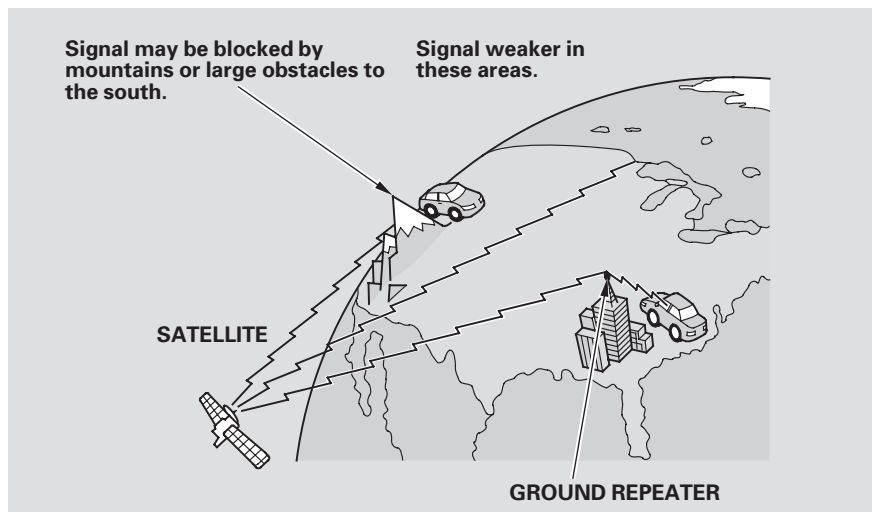 Signal may be blocked by
mountains or large obstacles to
the south.
Signal weaker in
these areas.
SATELLITE
GROUND REPEATER